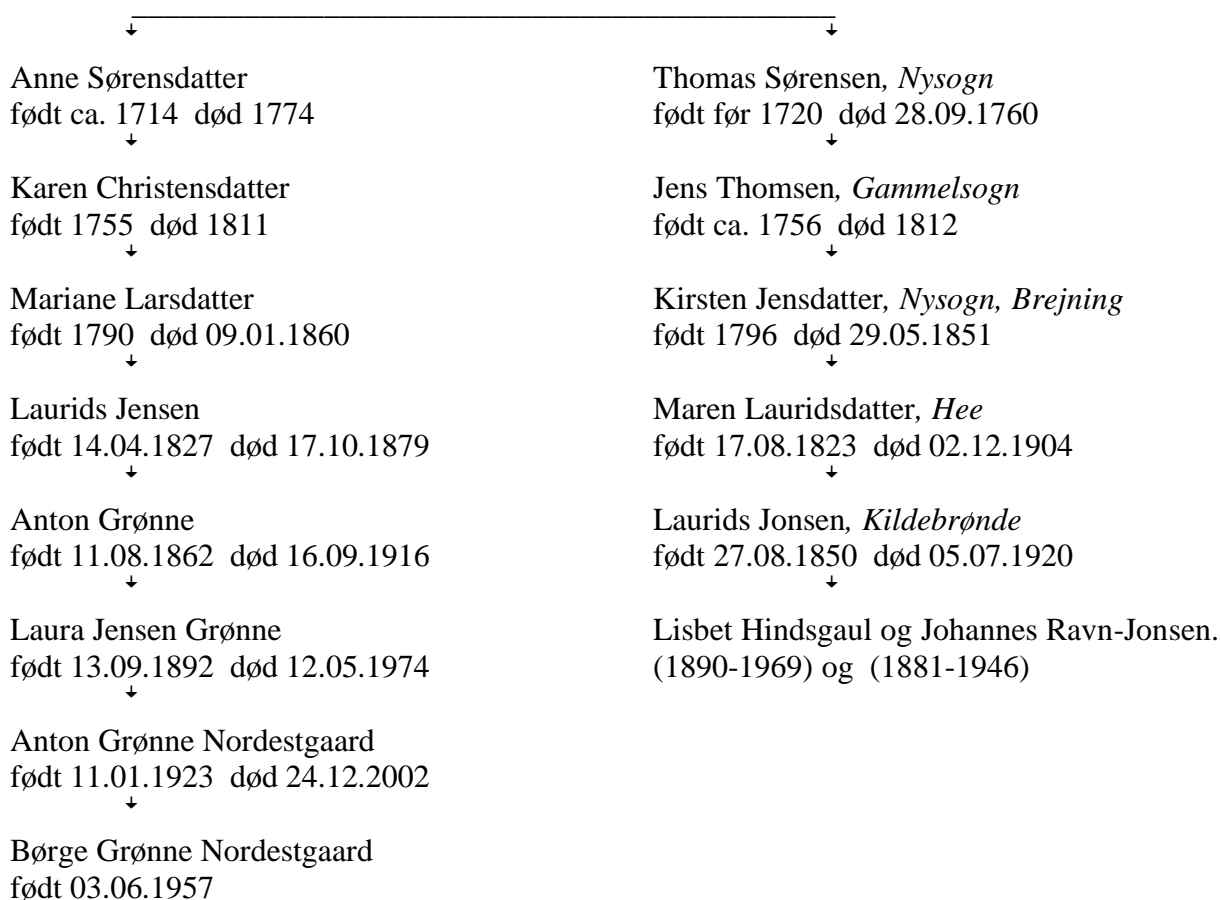 Anne Sørensdatter
født ca. 1714 død 1774
Karen Christensdatter
født 1755 død 1811
Mariane Larsdatter
født 1790 død 09.01.1860
Laurids Jensen
født 14.04.1827 død 17.10.1879
Anton Grønne
født 11.08.1862 død 16.09.1916
Laura Jensen Grønne
født 13.09.1892 død 12.05.1974
Anton Grønne Nordestgaard
født 11.01.1923 død 24.12.2002
Børge Grønne Nordestgaard
født 03.06.1957
Thomas Sørensen, Nysogn
født før 1720 død 28.09.1760
Jens Thomsen, Gammelsogn
født ca. 1756 død 1812
Kirsten Jensdatter, Nysogn, Brejning
født 1796 død 29.05.1851
Maren Lauridsdatter, Hee
født 17.08.1823 død 02.12.1904
Laurids Jonsen, Kildebrønde
født 27.08.1850 død 05.07.1920
Lisbet Hindsgaul og Johannes Ravn-Jonsen.
(1890-1969) og (1881-1946)